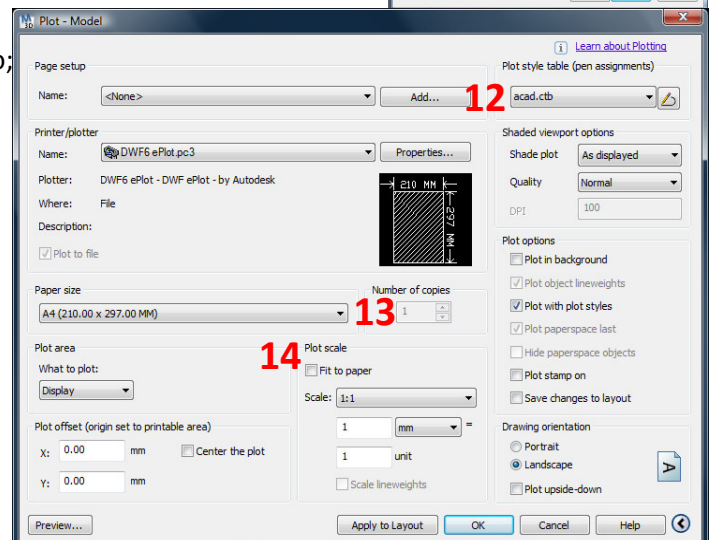 Plot - Model
Learn about Plotting
Page setup
Name: <None> Add...
12
Plot style table (pen assignments)
acad.ctb
Printer/plotter
Name: DWF6 ePlot.pc3 Properties...
Plotter: DWF6 ePlot - DWF ePlot - by Autodesk
Where: File
Description:
Plot to file
210 MM
297 MM
Shaded viewport options
Shade plot As displayed
Quality Normal
DPI 100
Paper size
A4 (210.00 x 297.00 MM)
Number of copies
13
1
Plot options
Plot in background
Plot object lineweights
Plot with plot styles
Plot paperspace last
Hide paperspace objects
Plot stamp on
Save changes to layout
Plot area
What to plot:
Display
14
Plot scale
Fit to paper
Scale: 1:1
1 mm =
1 unit
Scale lineweights
Plot offset (origin set to printable area)
X: 0.00 mm Center the plot
Y: 0.00 mm
Drawing orientation
Portrait
Landscape
Plot upside-down
A
Preview... Apply to Layout OK Cancel Help